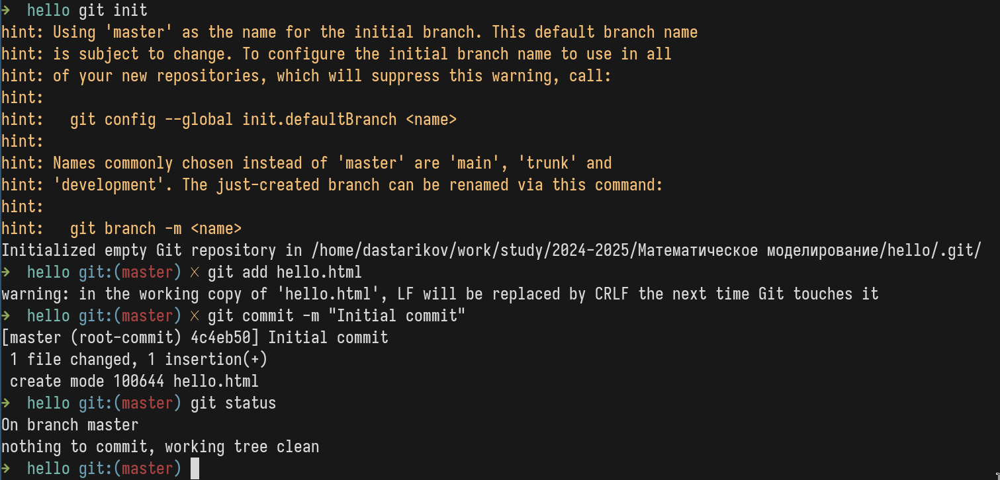 →  hello git init
hint: Using 'master' as the name for the initial branch. This default branch name
hint: is subject to change. To configure the initial branch name to use in all
hint: of your new repositories, which will suppress this warning, call:
hint:
hint:   git config --global init.defaultBranch <name>
hint:
hint: Names commonly chosen instead of 'master' are 'main', 'trunk' and
hint: 'development'. The just-created branch can be renamed via this command:
hint:
hint:   git branch -m <name>
Initialized empty Git repository in /home/dastarikov/work/study/2024-2025/Математическое моделирование/hello/.git/
→  hello git:(master) ✗ git add hello.html
warning: in the working copy of 'hello.html', LF will be replaced by CRLF the next time Git touches it
→  hello git:(master) ✗ git commit -m "Initial commit"
[master (root-commit) 4c4eb50] Initial commit
 1 file changed, 1 insertion(+)
 create mode 100644 hello.html
→  hello git:(master) git status
On branch master
nothing to commit, working tree clean
→  hello git:(master)